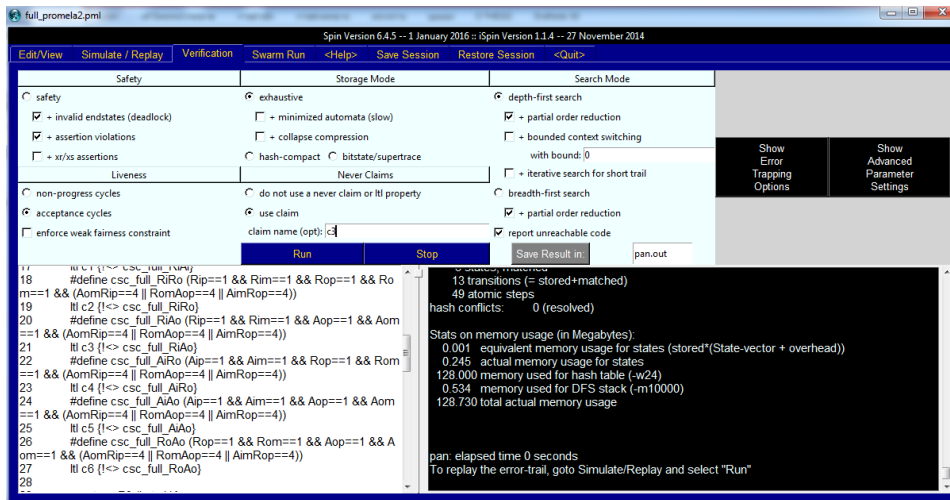 full_promela2.pml
Spin Version 6.4.5 -- 1 January 2016 :: iSpin Version 1.1.4 -- 27 November 2014
Edit/View Simulate / Replay Verification Swarm Run <Help> Save Session Restore Session <Quit>
Safety
safety
+ invalid endstates (deadlock)
+ assertion violations
+ xr/xs assertions
Liveness
non-progress cycles
acceptance cycles
enforce weak fairness constraint
Storage Mode
exhaustive
+ minimized automata (slow)
+ collapse compression
hash-compact bitstate/supertrace
Never Claims
do not use a never claim or ltl property
use claim
claim name (opt): c3
Run Stop
Search Mode
depth-first search
+ partial order reduction
+ bounded context switching
with bound: 0
+ iterative search for short trail
breadth-first search
+ partial order reduction
report unreachable code
Save Result in: pan.out
Show
Error
Trapping
Options
Show
Advanced
Parameter
Settings
17 ltl c1 {!<> csc_full_RiAi}
18 #define csc_full_RiRo (Rip==1 && Rim==1 && Rop==1 && Ro
m==1 && (AomRip==4 || RomAop==4 || AimRop==4))
19 ltl c2 {!<> csc_full_RiRo}
20 #define csc_full_RiAo (Rip==1 && Rim==1 && Aop==1 && Aom
==1 && (AomRip==4 || RomAop==4 || AimRop==4))
21 ltl c3 {!<> csc_full_RiAo}
22 #define csc_full_AiRo (Aip==1 && Aim==1 && Rop==1 && Rom
==1 && (AomRip==4 || RomAop==4 || AimRop==4))
23 ltl c4 {!<> csc_full_AiRo}
24 #define csc_full_AiAo (Aip==1 && Aim==1 && Aop==1 && Aom
==1 && (AomRip==4 || RomAop==4 || AimRop==4))
25 ltl c5 {!<> csc_full_AiAo}
26 #define csc_full_RoAo (Rop==1 && Rom==1 && Aop==1 && A
om==1 && (AomRip==4 || RomAop==4 || AimRop==4))
27 ltl c6 {!<> csc_full_RoAo}
28
states, matched
13 transitions (= stored+matched)
49 atomic steps
hash conflicts: 0 (resolved)
Stats on memory usage (in Megabytes):
0.001 equivalent memory usage for states (stored*(State-vector + overhead))
0.245 actual memory usage for states
128.000 memory used for hash table (-w24)
0.534 memory used for DFS stack (-m10000)
128.730 total actual memory usage
pan: elapsed time 0 seconds
To replay the error-trail, goto Simulate/Replay and select "Run"